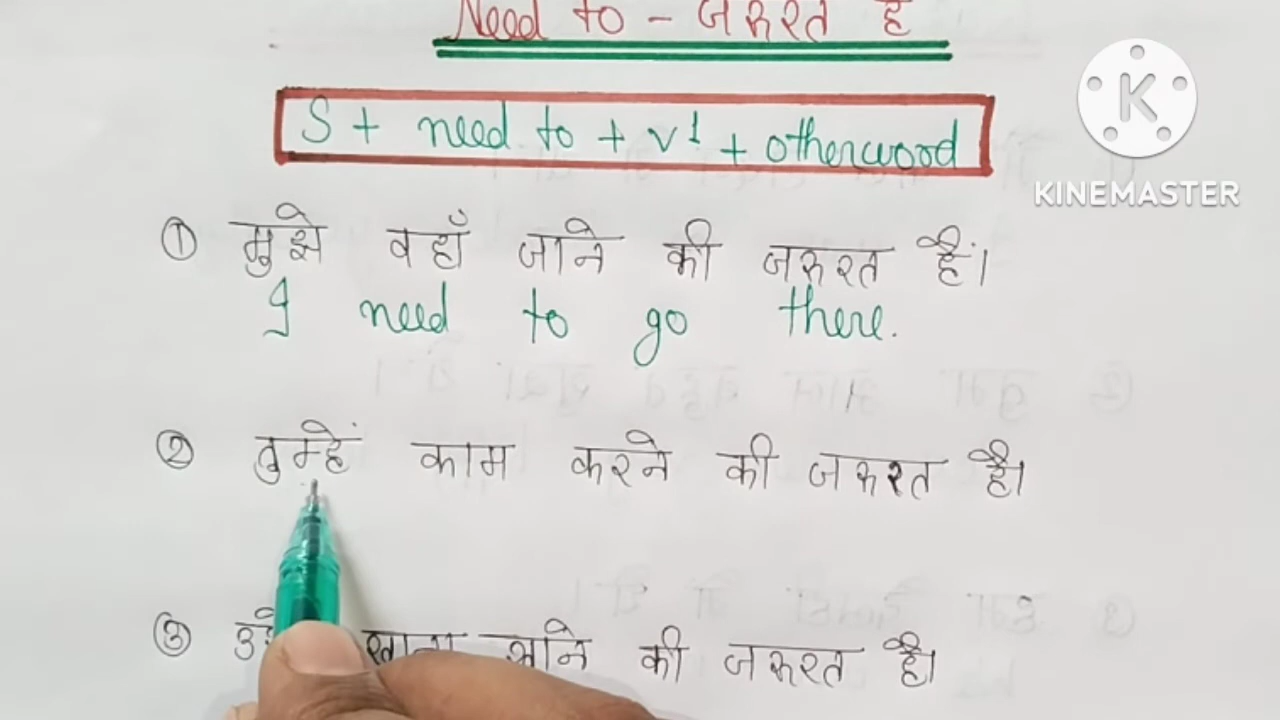 Need to - जरूरत है
S + need to + v1 + otherword
① मुझे वहाँ जाने की जरूरत हैं।
I need to go there.
② तुम्हें काम करने की जरूरत है।
③ खाना की जरूरत है।
K
KINEMASTER